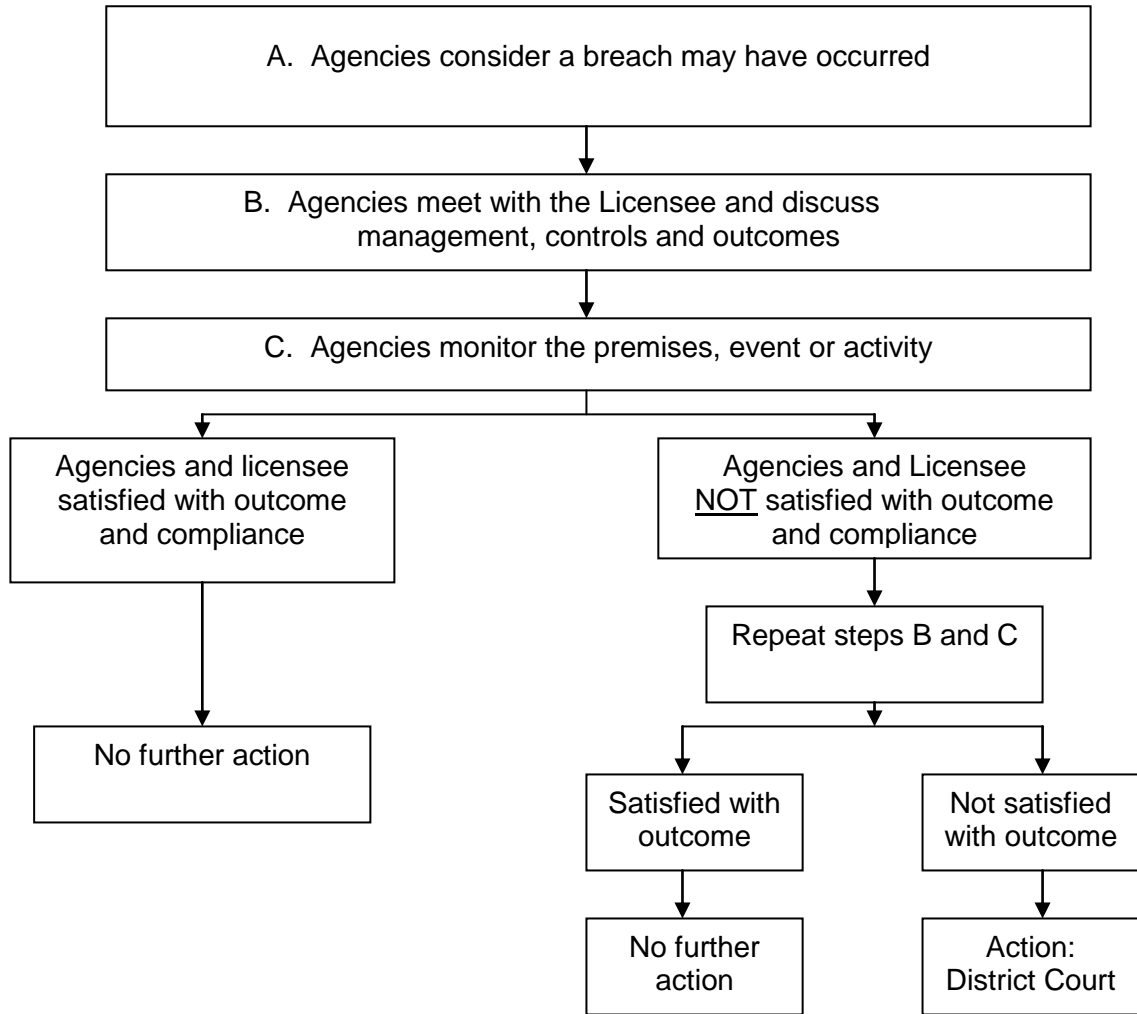 A. Agencies consider a breach may have occurred
B. Agencies meet with the Licensee and discuss
management, controls and outcomes
C. Agencies monitor the premises, event or activity
Agencies and licensee
satisfied with outcome
and compliance
Agencies and Licensee
NOT satisfied with outcome
and compliance
Repeat steps B and C
No further action
Satisfied with
outcome
Not satisfied
with outcome
No further
action
Action:
District Court